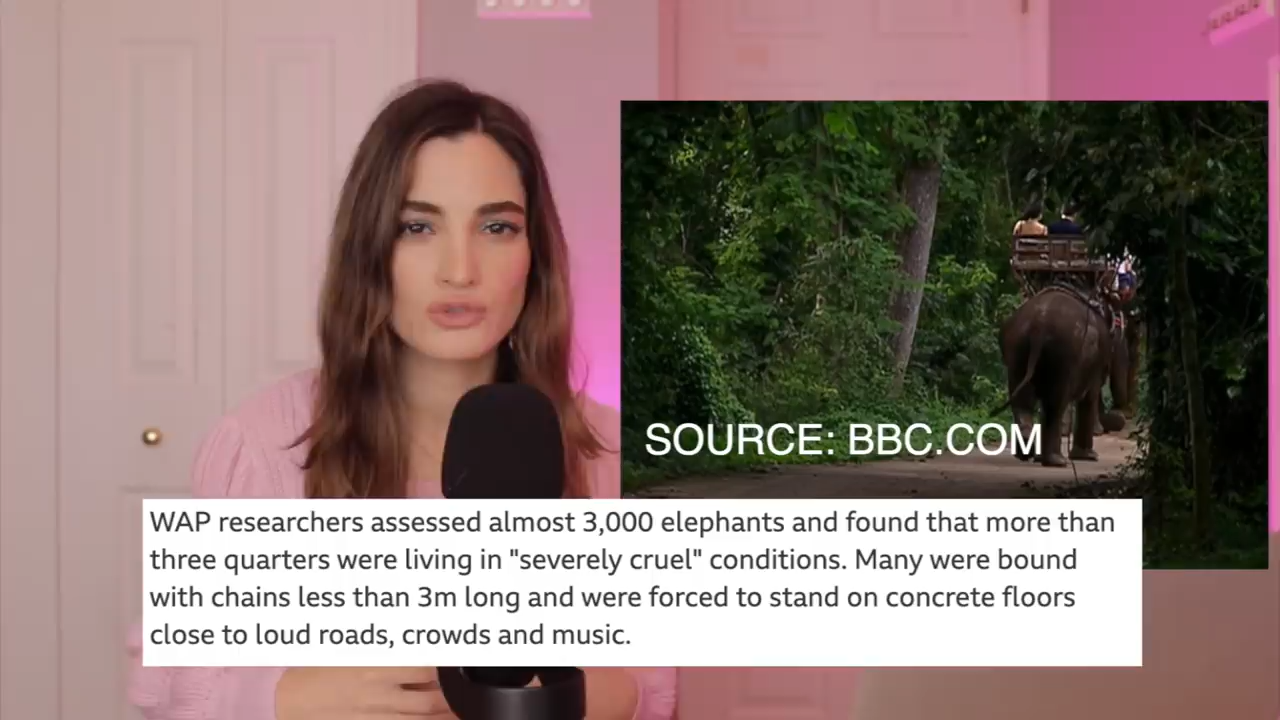 SOURCE: BBC.COM
WAP researchers assessed almost 3,000 elephants and found that more than
three quarters were living in "severely cruel" conditions. Many were bound
with chains less than 3m long and were forced to stand on concrete floors
close to loud roads, crowds and music.